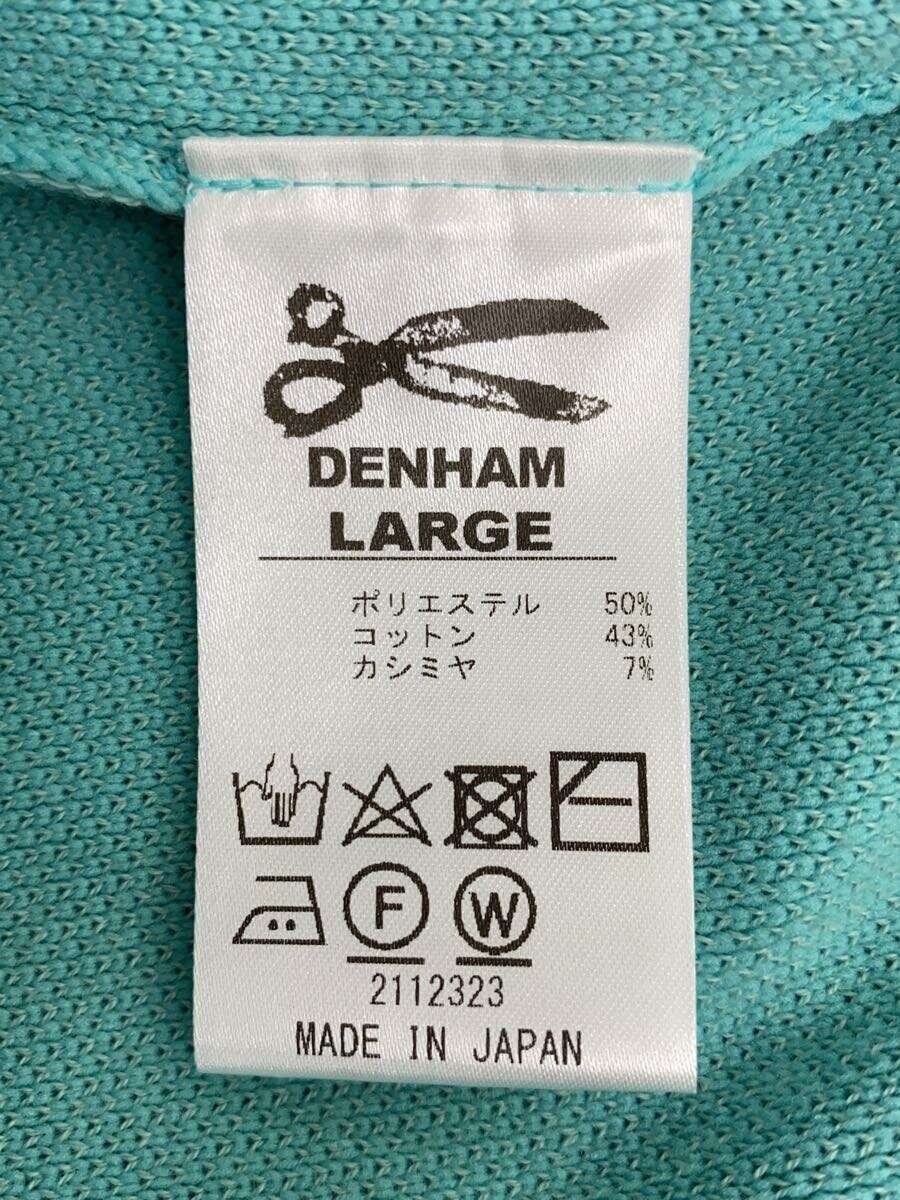 DENHAM
LARGE
ポリエステル 50%
コットン 43%
カシミヤ 7%
F W
2112323
MADE IN JAPAN